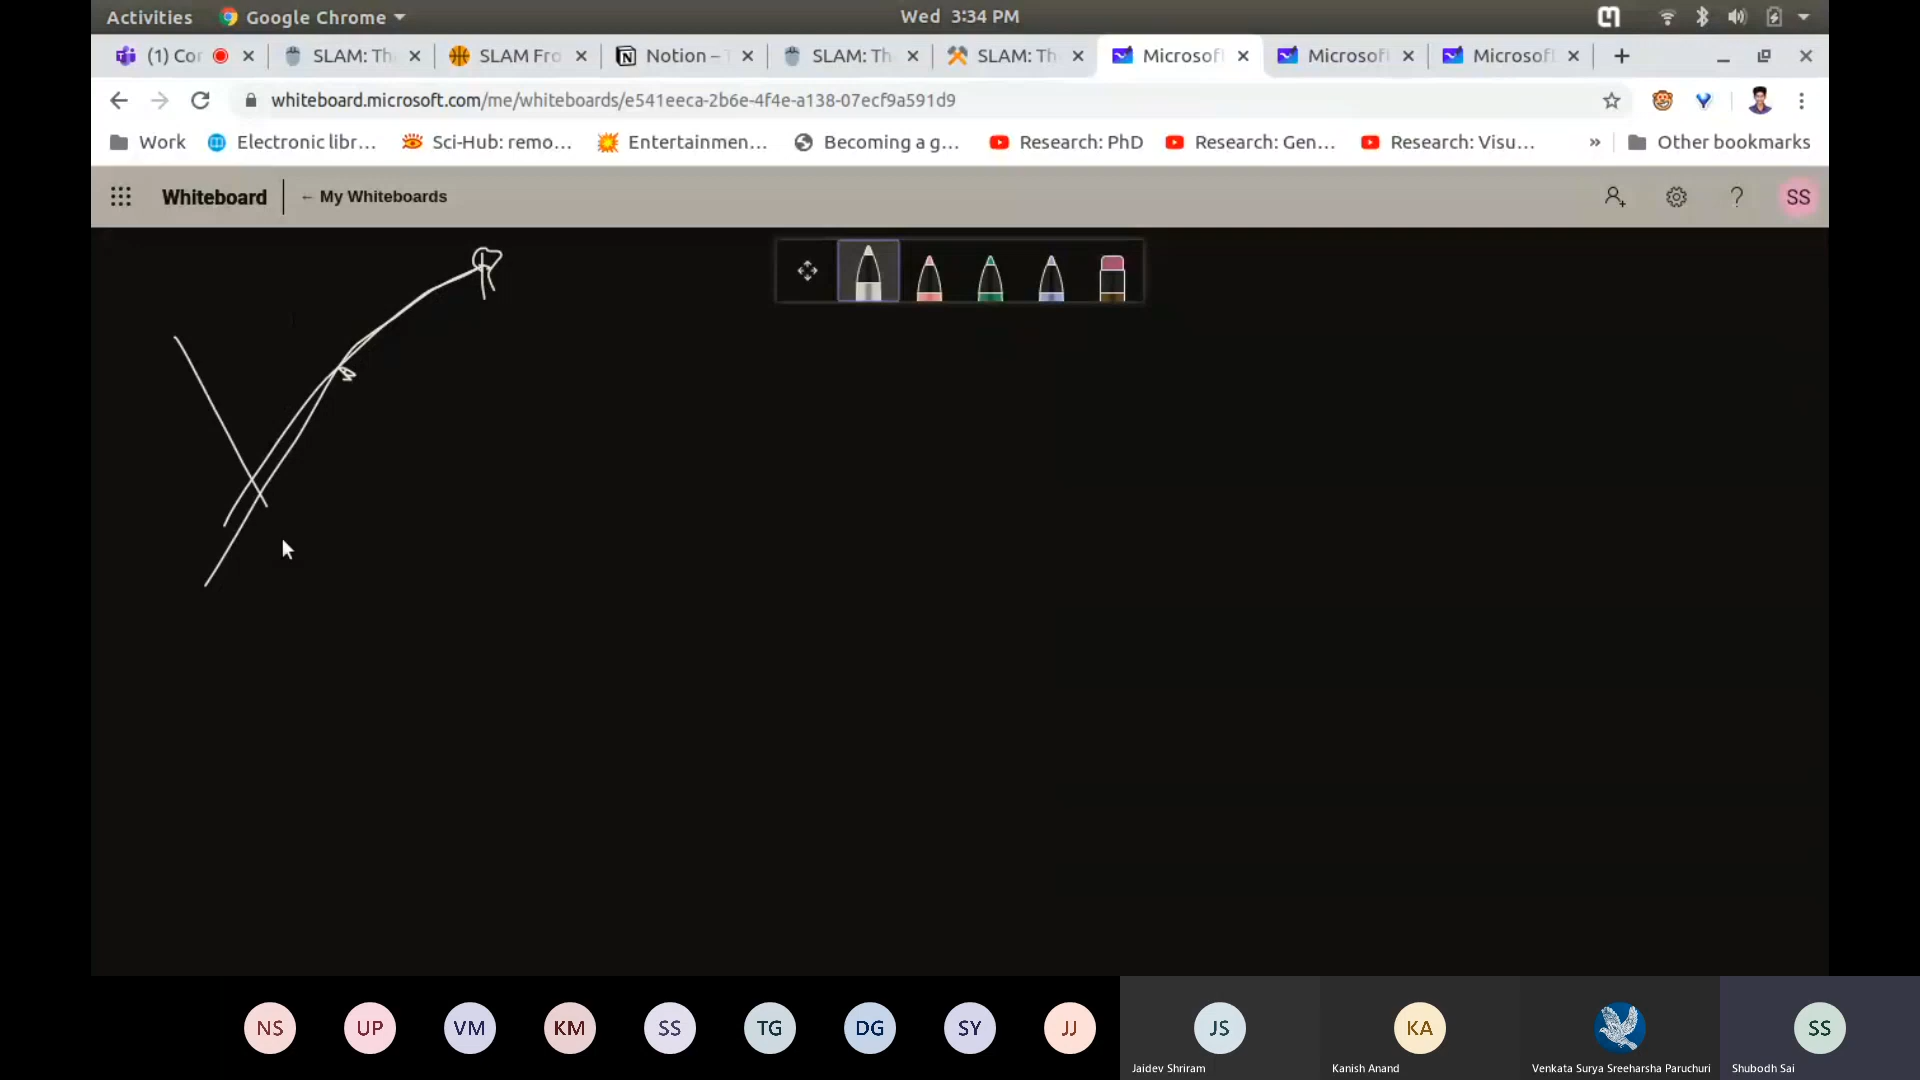 Activities Google Chrome Wed 3:34 PM
(1) Cor SLAM: Th SLAM Fro Notion – SLAM: Th SLAM: Th Microsoft Microsoft Microsoft
whiteboard.microsoft.com/me/whiteboards/e541eeca-2b6e-4f4e-a138-07ecf9a591d9
Work Electronic libr... Sci-Hub: remo... Entertainmen... Becoming a g... Research: PhD Research: Gen... Research: Visu... » Other bookmarks
Whiteboard ← My Whiteboards SS
NS UP VM KM SS TG DG SY JJ JS KA SS
Jaidev Shriram Kanish Anand Venkata Surya Sreeharsha Paruchuri Shubodh Sai